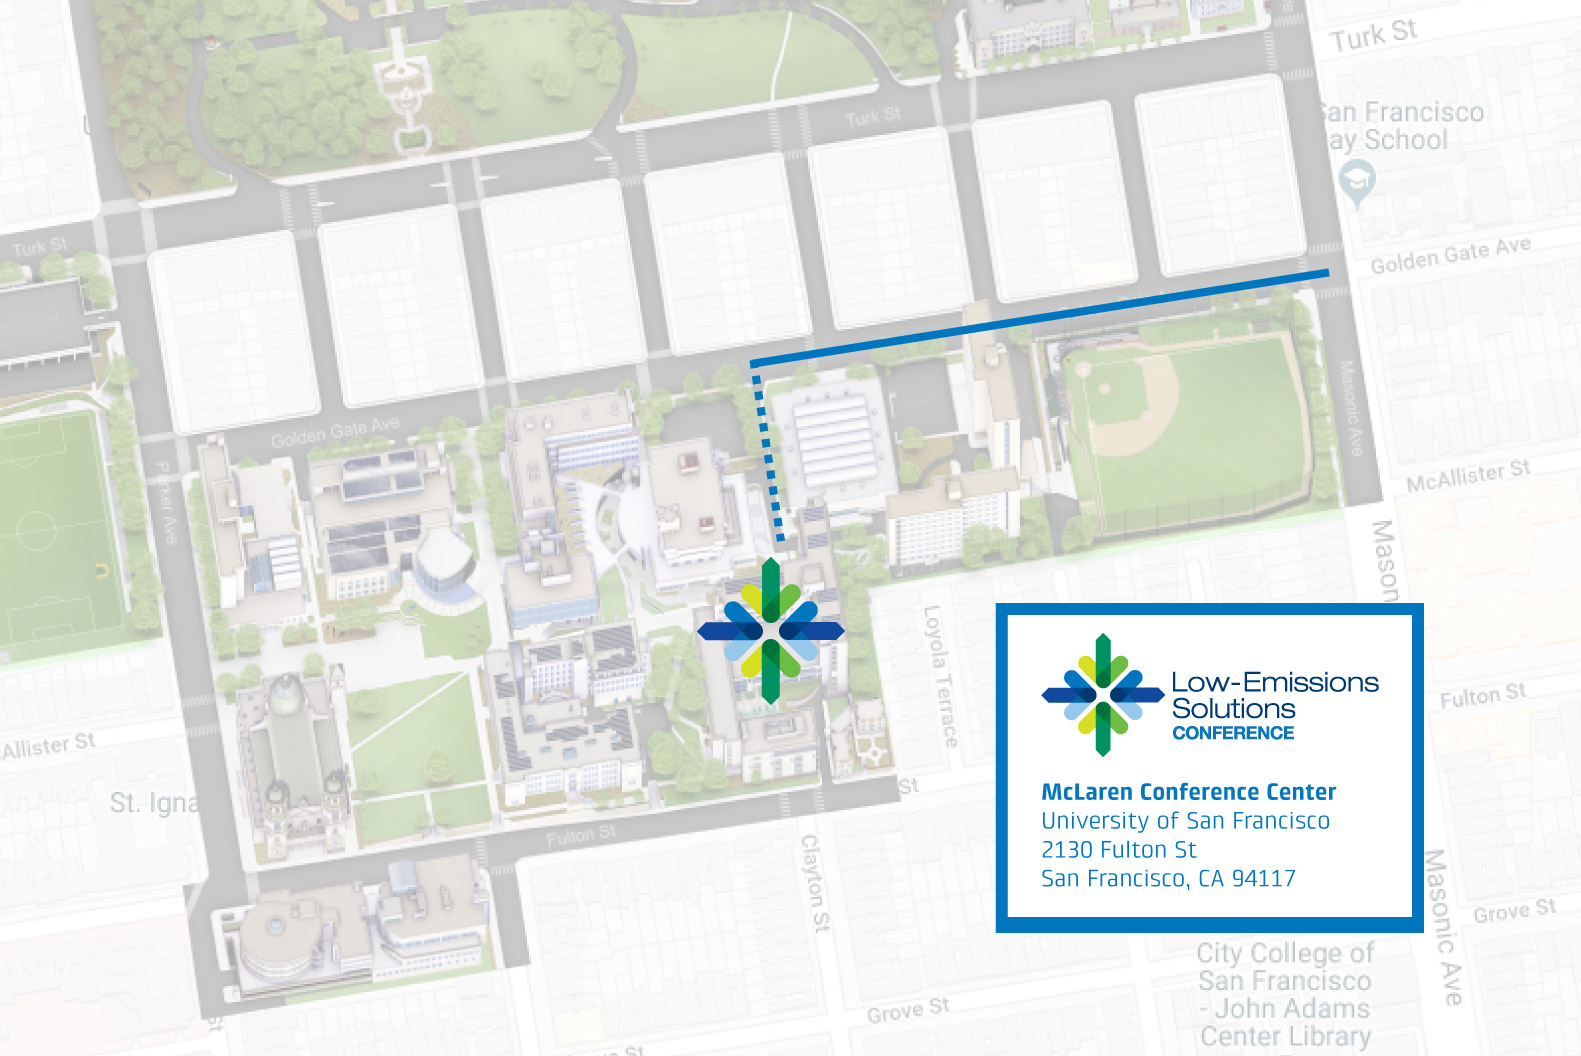 Turk St
San Francisco
ay School
Turk St
Turk St
Golden Gate Ave
Golden Gate Ave
Masonic Ave
Parker Ave
McAllister St
Mason
Loyola Terrace
Low-Emissions
Solutions
CONFERENCE
McLaren Conference Center
University of San Francisco
2130 Fulton St
San Francisco, CA 94117
Fulton St
Allister St
St. Igna
St
Fulton St
Clayton St
Masonic Ave
Grove St
City College of
San Francisco
- John Adams
Center Library
Grove St
St
St